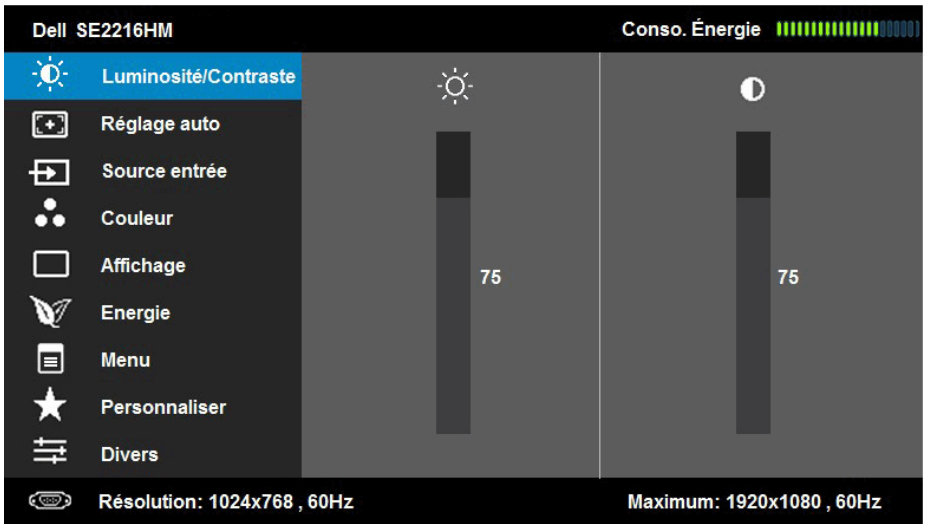 Dell SE2216HM
Conso. Énergie
Luminosité/Contraste
Réglage auto
Source entrée
Couleur
Affichage
Energie
Menu
Personnaliser
Divers
75
75
Résolution: 1024x768 , 60Hz
Maximum: 1920x1080 , 60Hz